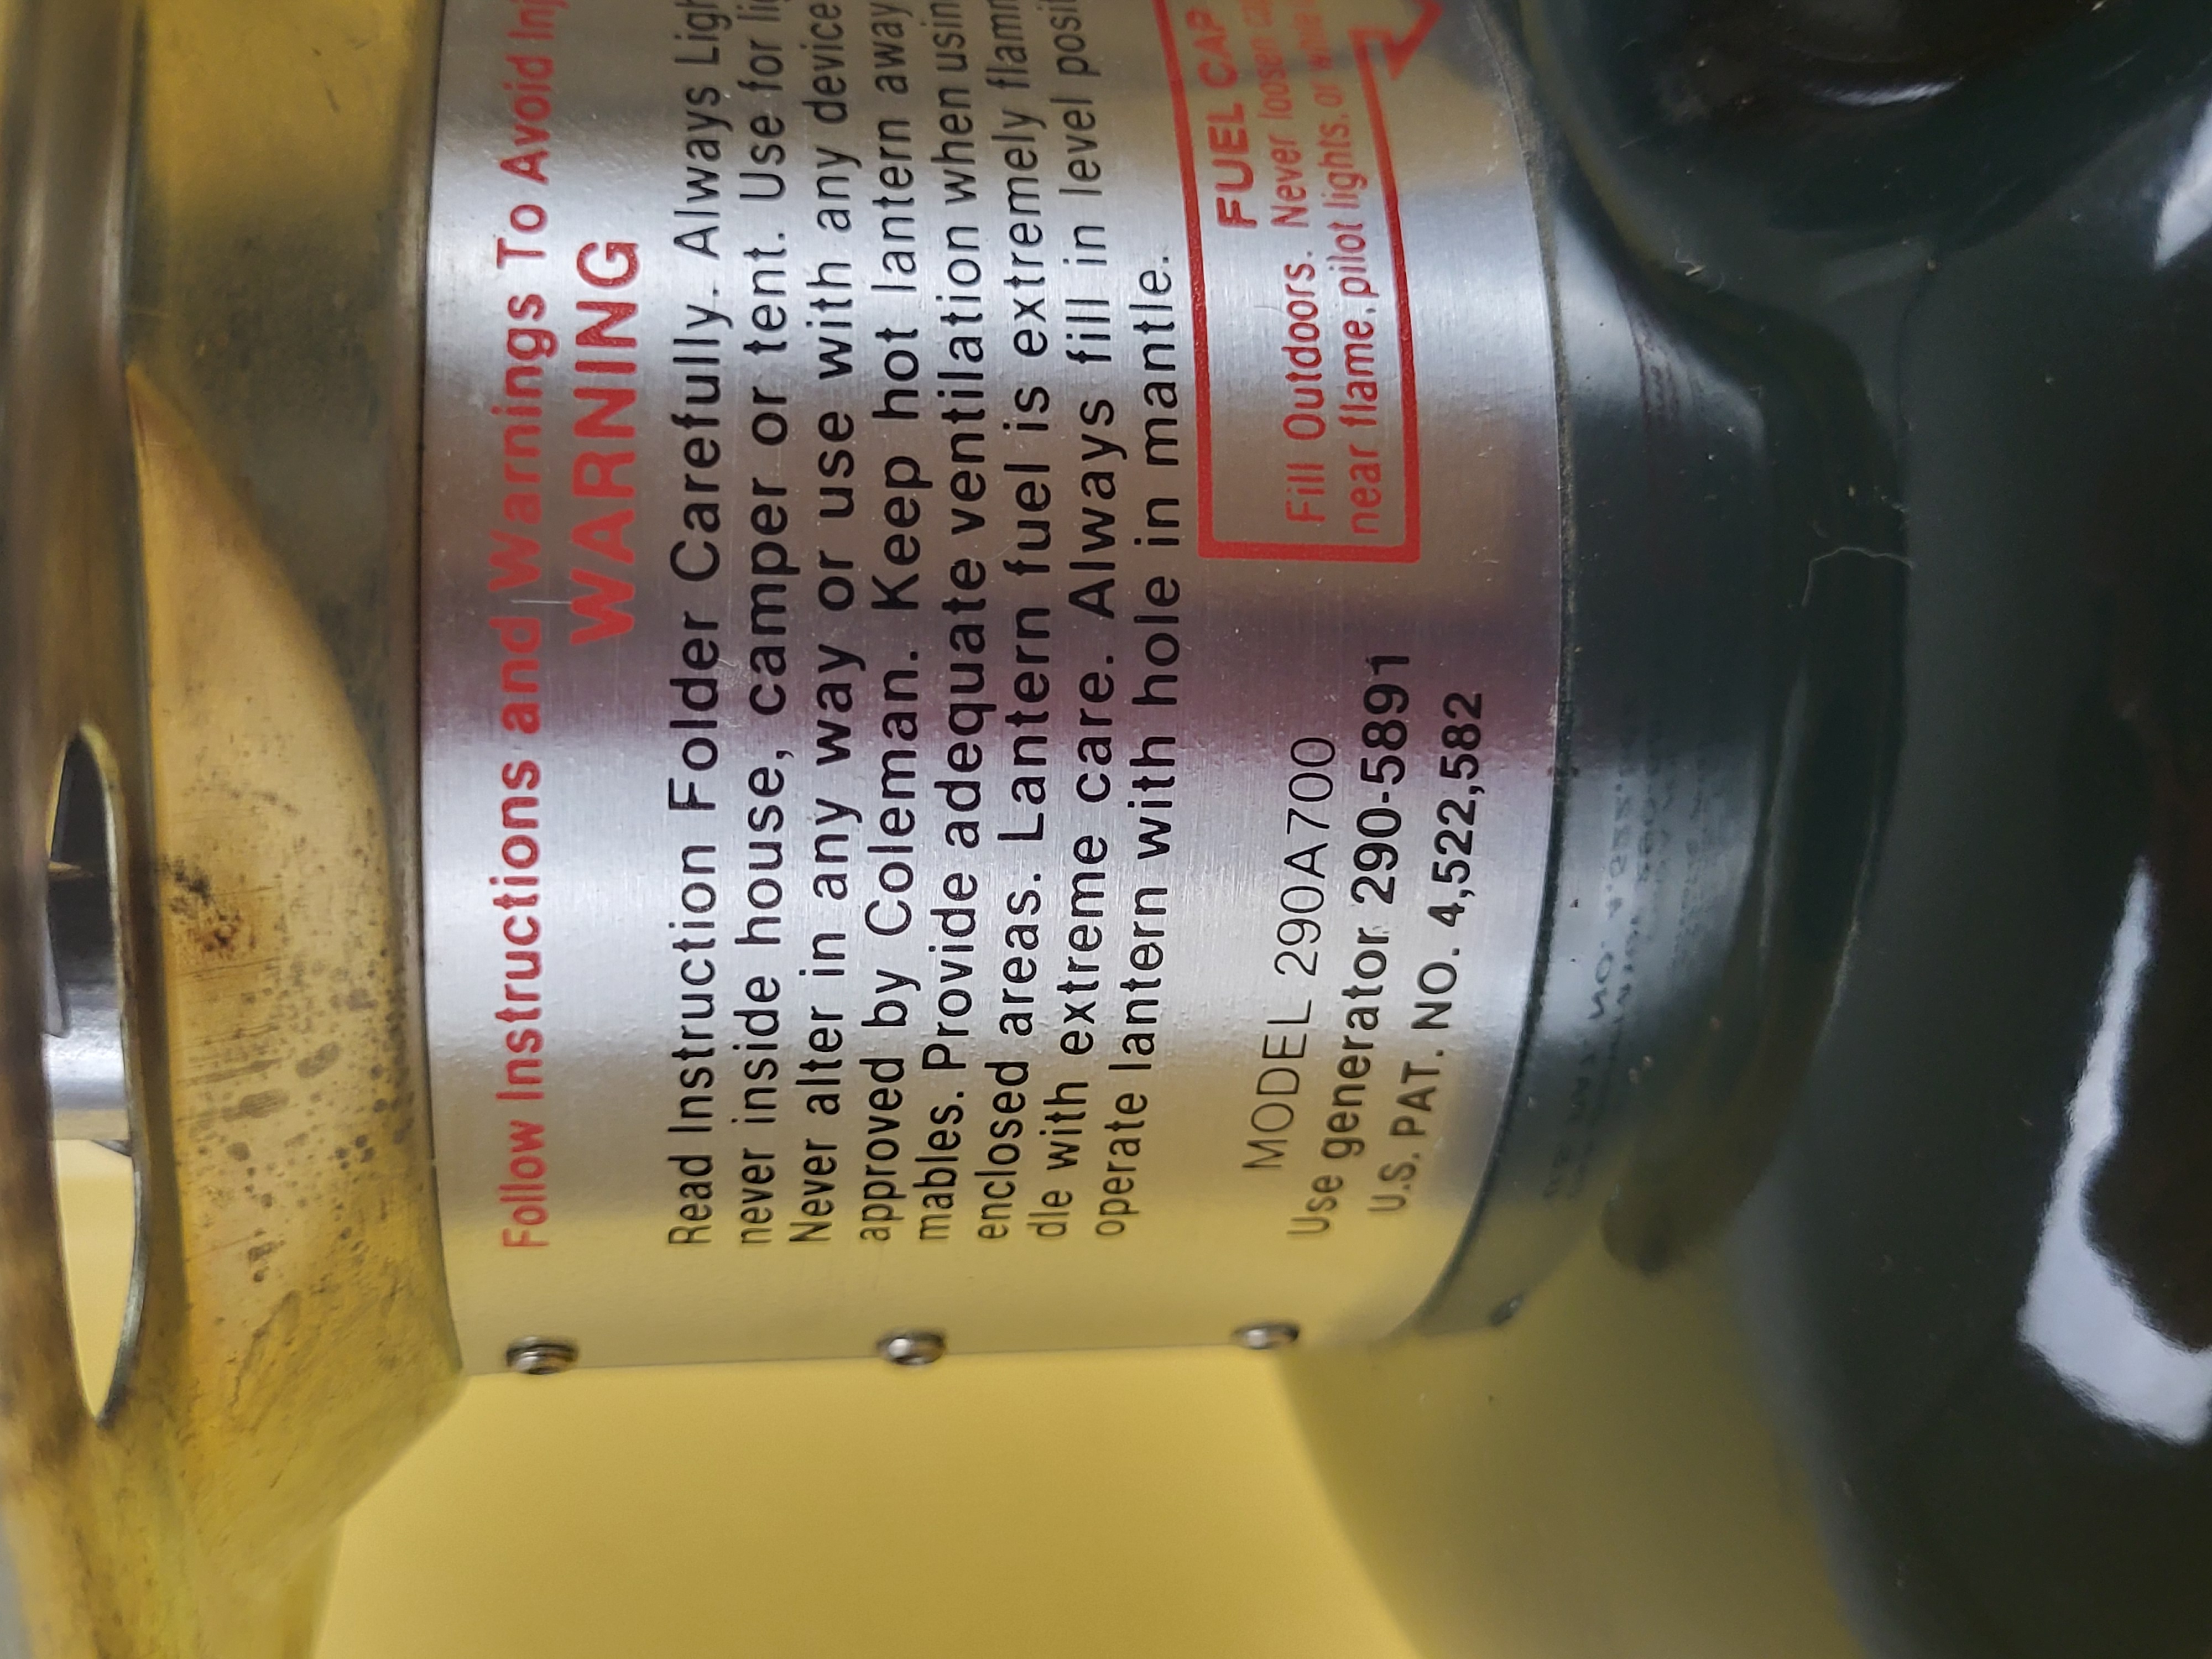 Follow Instructions and Warnings To Avoid
WARNING
Read Instruction Folder Carefully. Always
never inside house, camper or tent. Use for
Never alter in any way or use with any device
approved by Coleman. Keep hot lantern away
mables. Provide adequate ventilation when
enclosed areas. Lantern fuel is extremely
dle with extreme care. Always fill in level
operate lantern with hole in mantle.
FUEL CAP
Fill Outdoors. Never loosen
near flame, pilot lights, or
MODEL 290A700
Use generator 290-5891
U.S. PAT. NO. 4,522,582